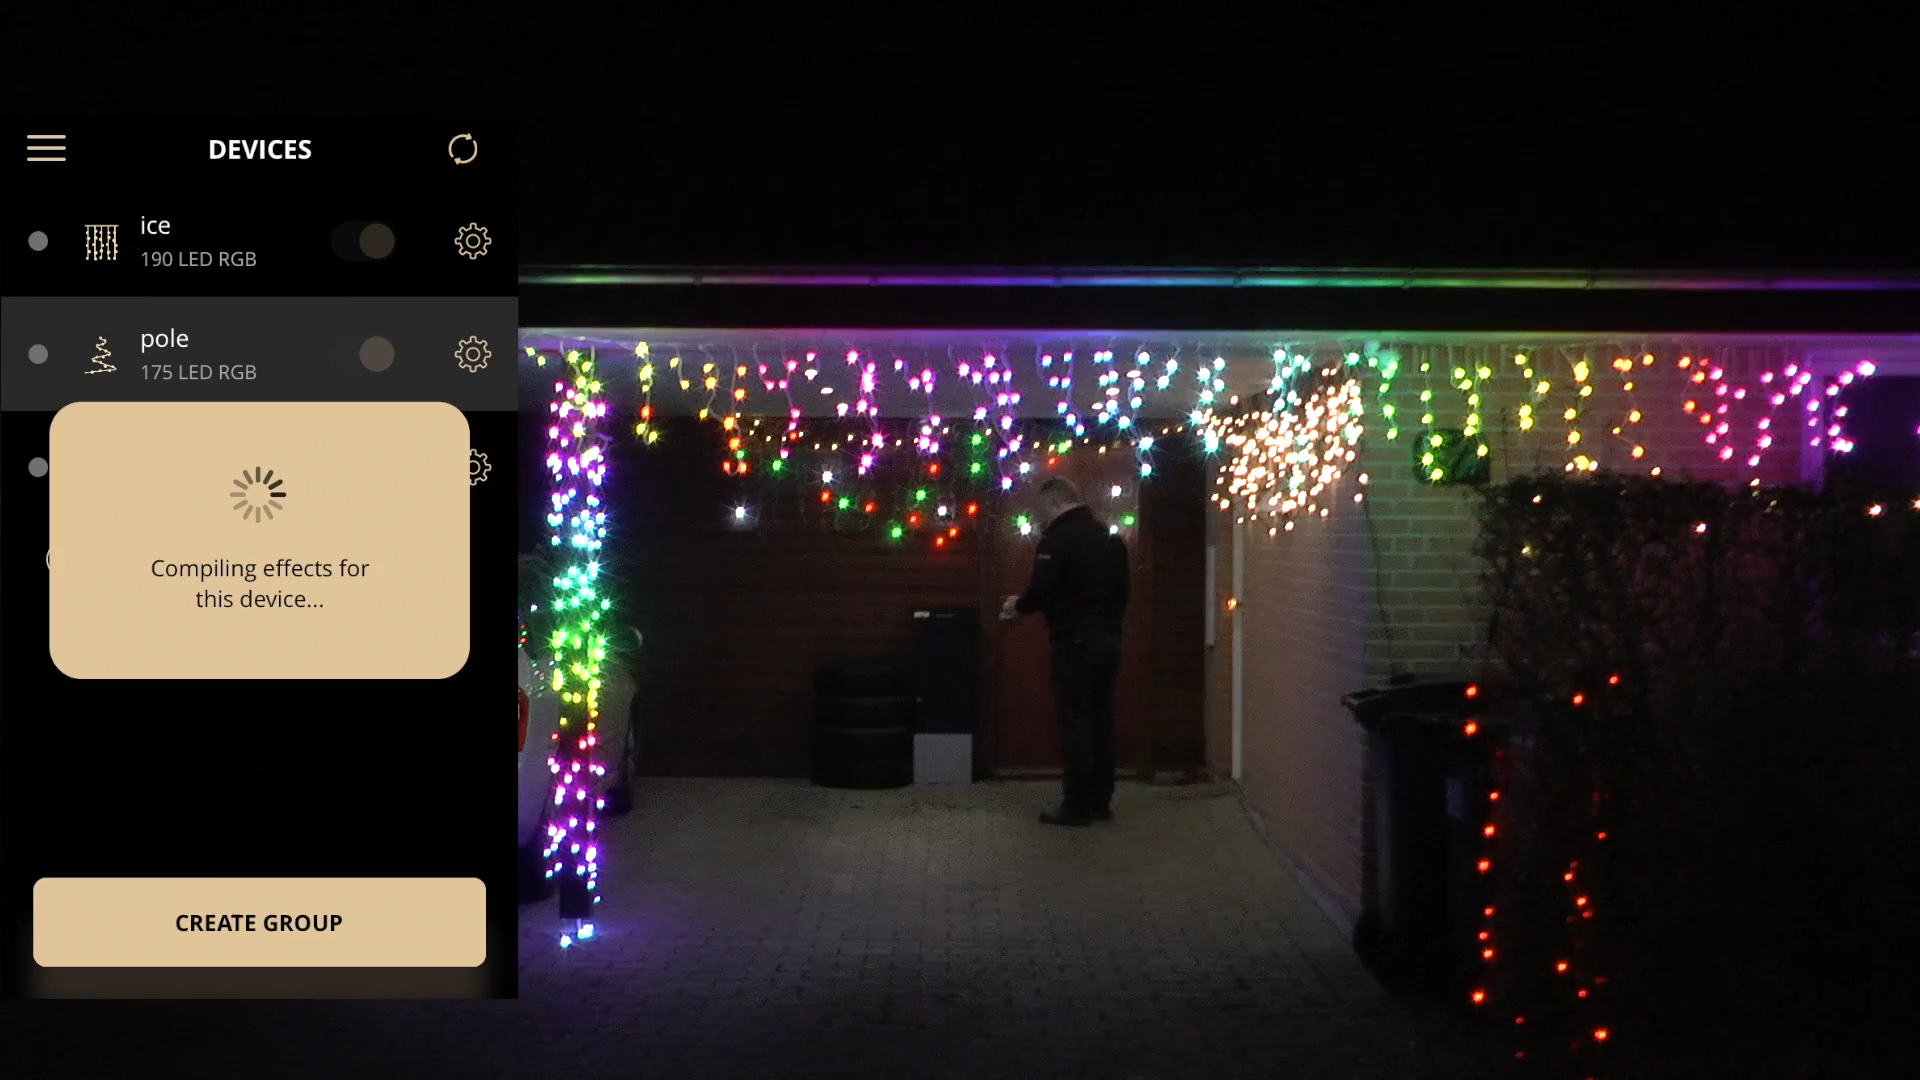 DEVICES
ice
190 LED RGB
pole
175 LED RGB
Compiling effects for
this device...
CREATE GROUP